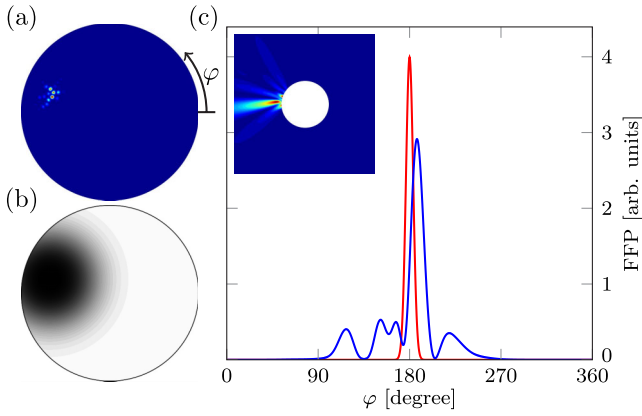 (a)
φ
(b)
(c)
4
3
2
1
0
FFP [arb. units]
0 90 180 270 360
φ [degree]